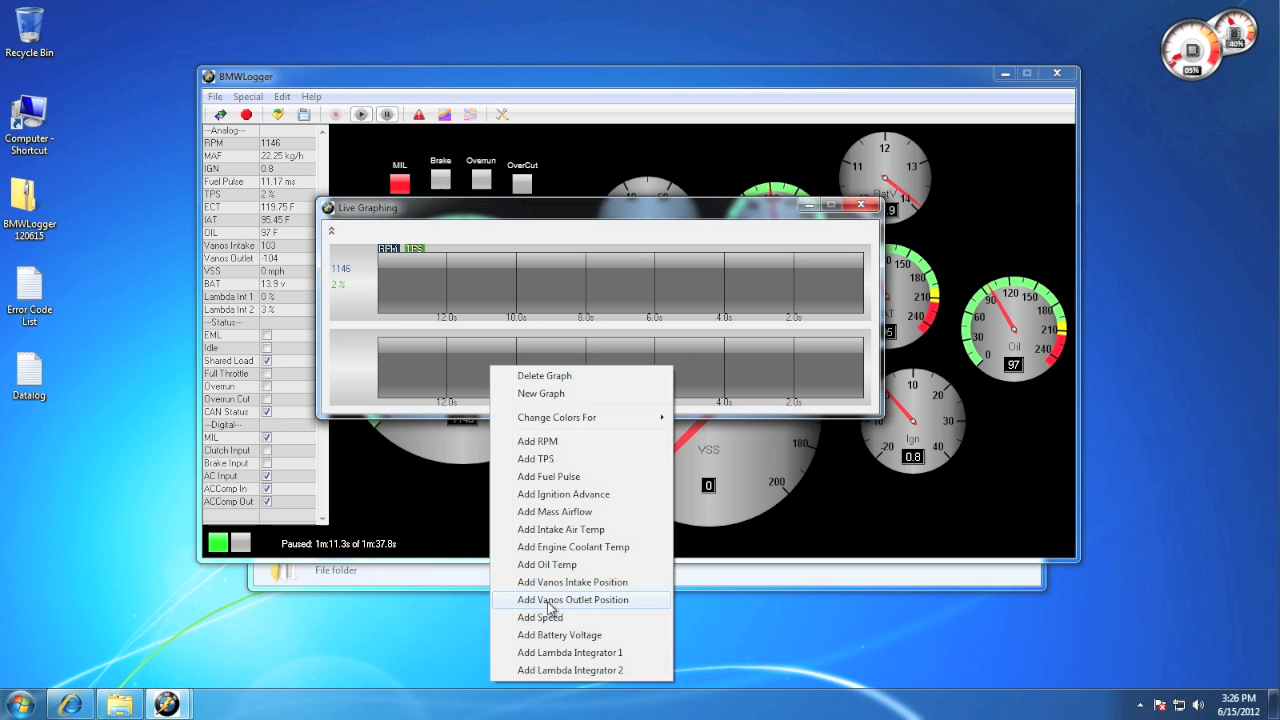 Recycle Bin
Computer -
Shortcut
BMWLogger
120615
Error Code
List
Datalog
05%
40%
BMWLogger
File Special Edit Help
---Analog---
RPM 1146
MAF 22.25 kg/h
IGN 0.8
Fuel Pulse 11.17 ms
TPS 2 %
ECT 119.75 F
IAT 95.45 F
OIL 97 F
Vanos Intake 103
Vanos Outlet -104
VSS 0 mph
BAT 13.9 v
Lambda Int 1 0 %
Lambda Int 2 3 %
---Status---
EML
Idle
Shared Load
Full Throttle
Overrun
Overrun Cut
CAN Status
---Digital---
MIL
Clutch Input
Brake Input
AC Input
ACComp In
ACComp Out
MIL Brake Overrun OverCut
11 12 13 14
BatV
Live Graphing
RPM TPS
1146
2 %
12.0s 10.0s 8.0s 6.0s 4.0s 2.0s
12.0s 4.0s 2.0s
150 180 210 240
0 30 60 90 120 150 180 210 240
Oil
97
-20 10 20 30 40
Ign
0.8
VSS
180
200
0
Delete Graph
New Graph
Change Colors For
Add RPM
Add TPS
Add Fuel Pulse
Add Ignition Advance
Add Mass Airflow
Add Intake Air Temp
Add Engine Coolant Temp
Add Oil Temp
Add Vanos Intake Position
Add Vanos Outlet Position
Add Speed
Add Battery Voltage
Add Lambda Integrator 1
Add Lambda Integrator 2
Paused: 1m:11.3s of 1m:37.8s
File folder
3:26 PM
6/15/2012